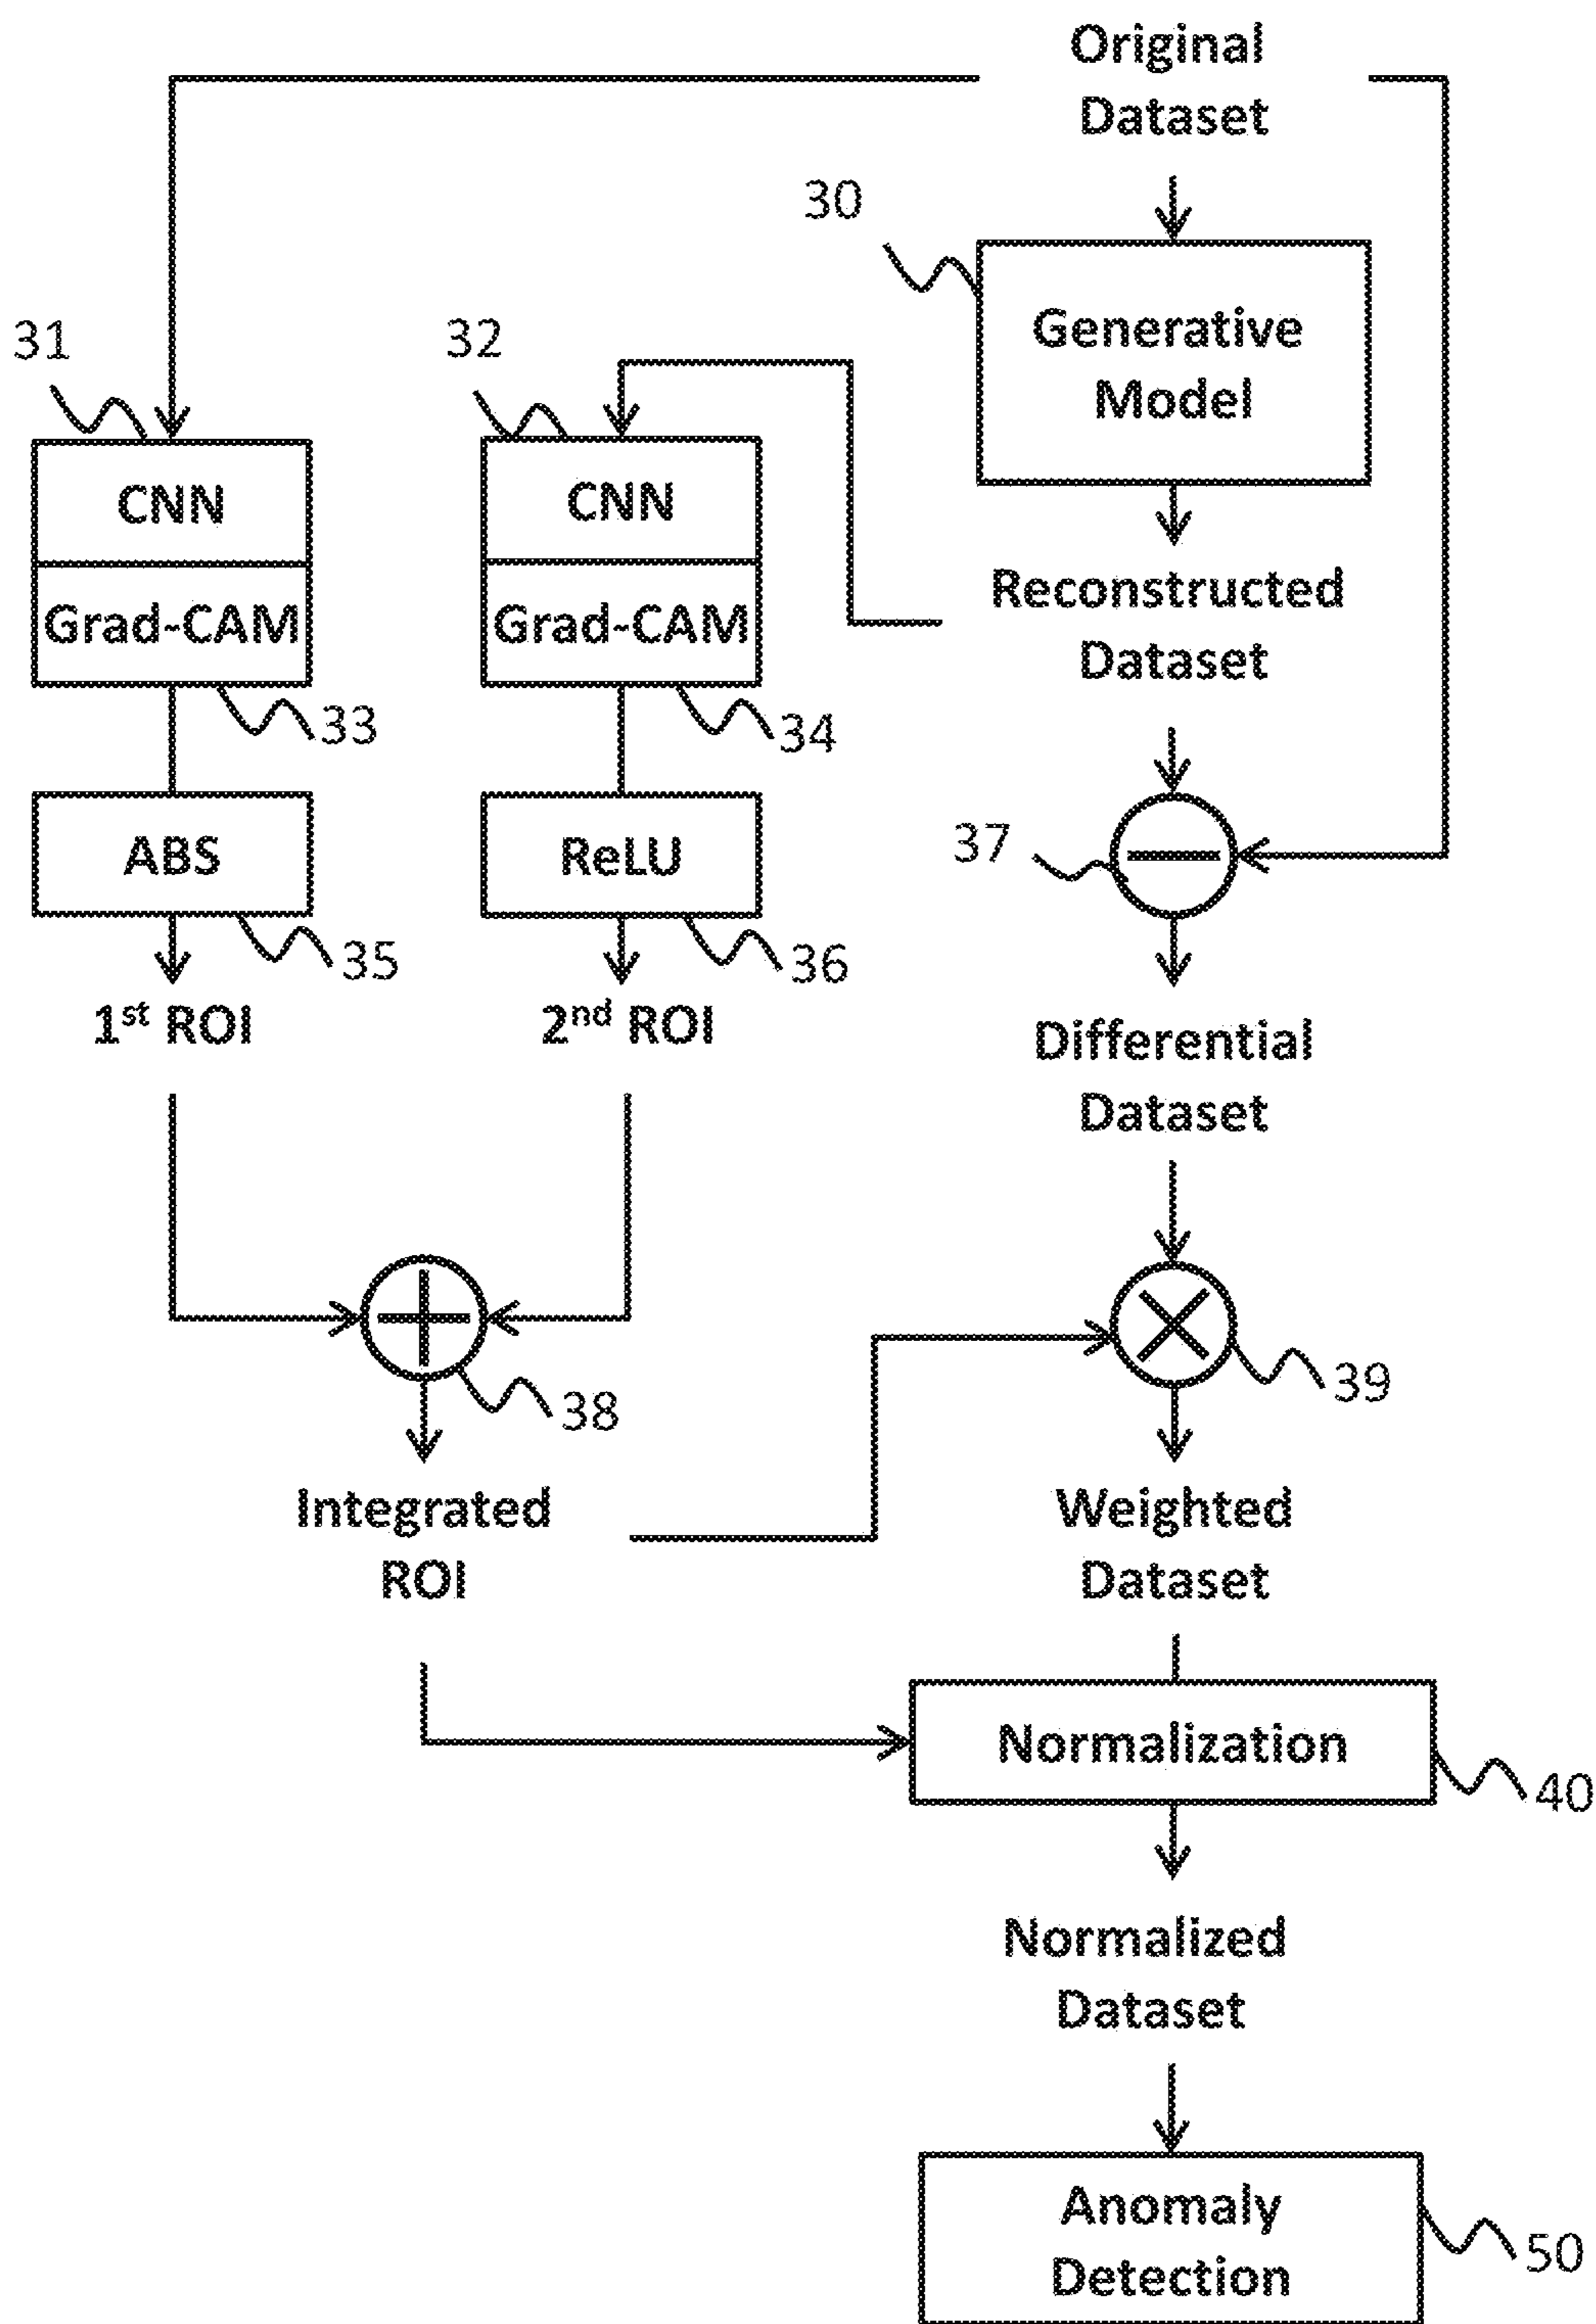 Original
Dataset
30
Generative
Model
31
32
CNN
CNN
Grad-CAM
Grad-CAM
Reconstructed
Dataset
33
34
ABS
ReLU
37
35
36
1st ROI
2nd ROI
Differential
Dataset
38
39
Integrated
ROI
Weighted
Dataset
Normalization
40
Normalized
Dataset
Anomaly
Detection
50